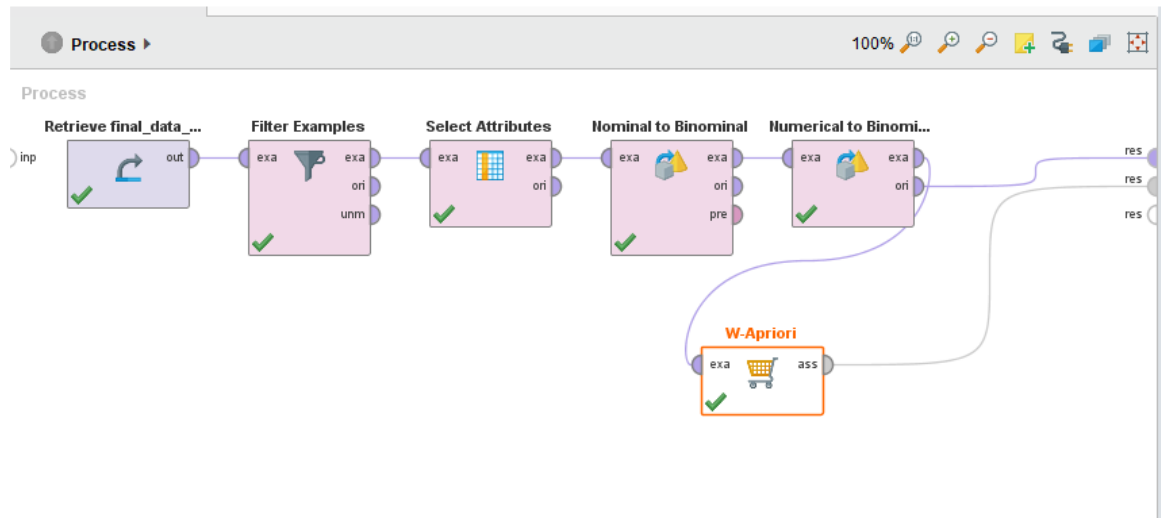 Process
100%
Process
Retrieve final_data_...
Filter Examples
Select Attributes
Nominal to Binominal
Numerical to Binomi...
inp
out
exa
exa
ori
unm
exa
exa
ori
exa
exa
ori
pre
exa
exa
ori
res
res
res
W-Apriori
exa
ass